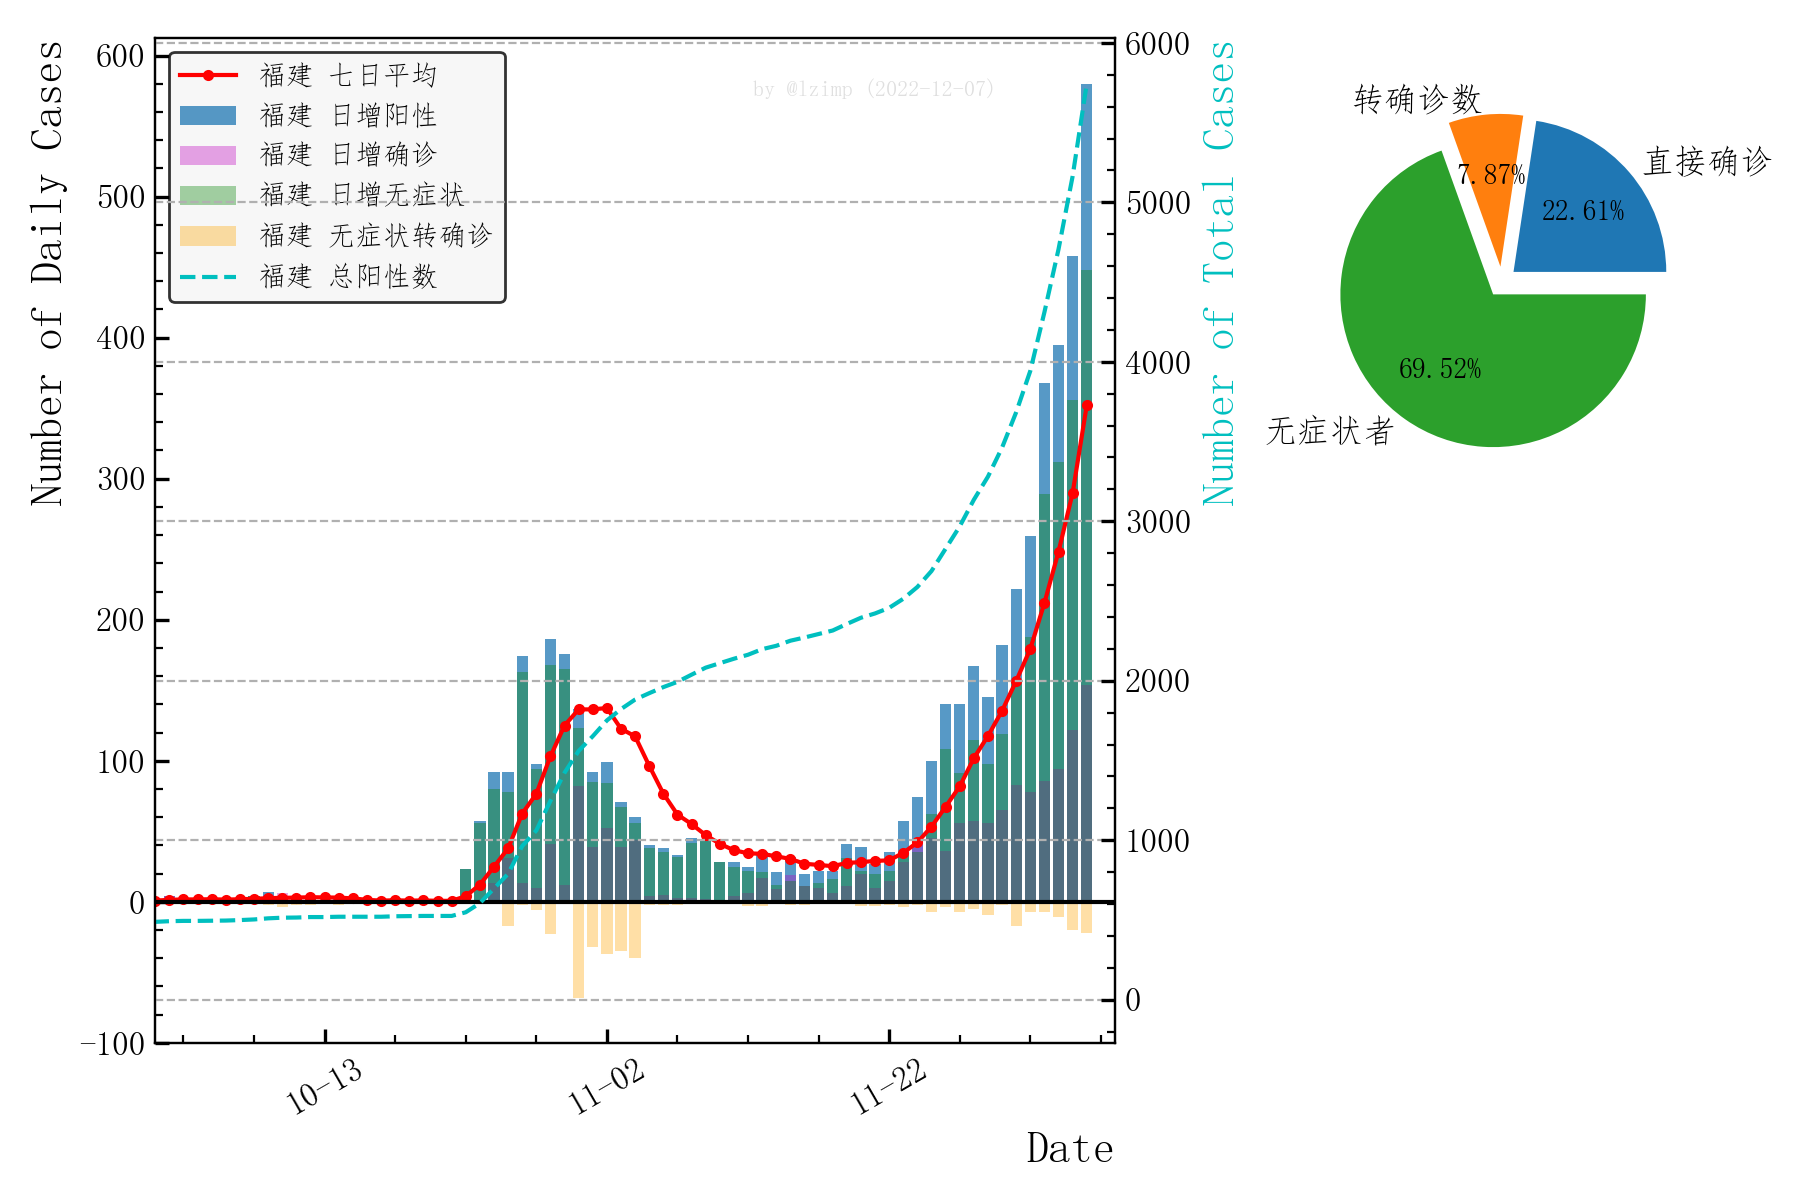 Number of Daily Cases
600
500
400
300
200
100
0
−100
福建 七日平均
福建 日增阳性
福建 日增确诊
福建 日增无症状
福建 无症状转确诊
福建 总阳性数
by @lzimp (2022-12-07)
6000
5000
4000
3000
2000
1000
0
Number of Total Cases
10-13
11-02
11-22
Date
转确诊数
7.87%
直接确诊
22.61%
69.52%
无症状者